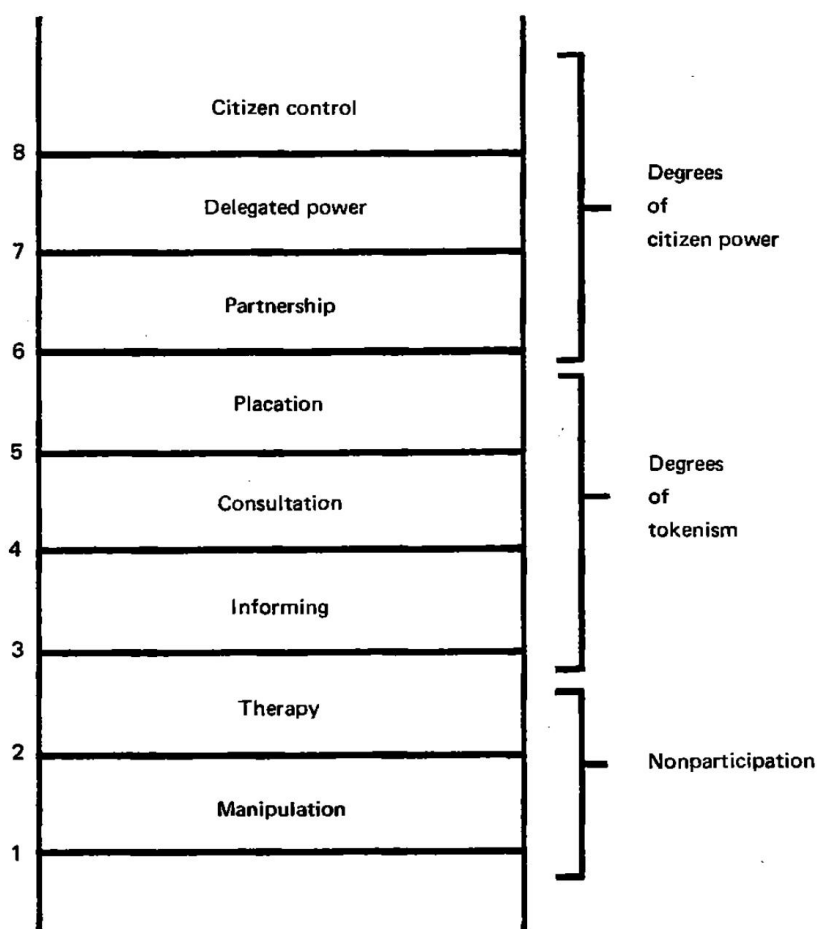 Citizen control
8
Delegated power
7
Partnership
6
Placation
5
Consultation
4
Informing
3
Therapy
2
Manipulation
1
Degrees
of
citizen power
Degrees
of
tokenism
Nonparticipation